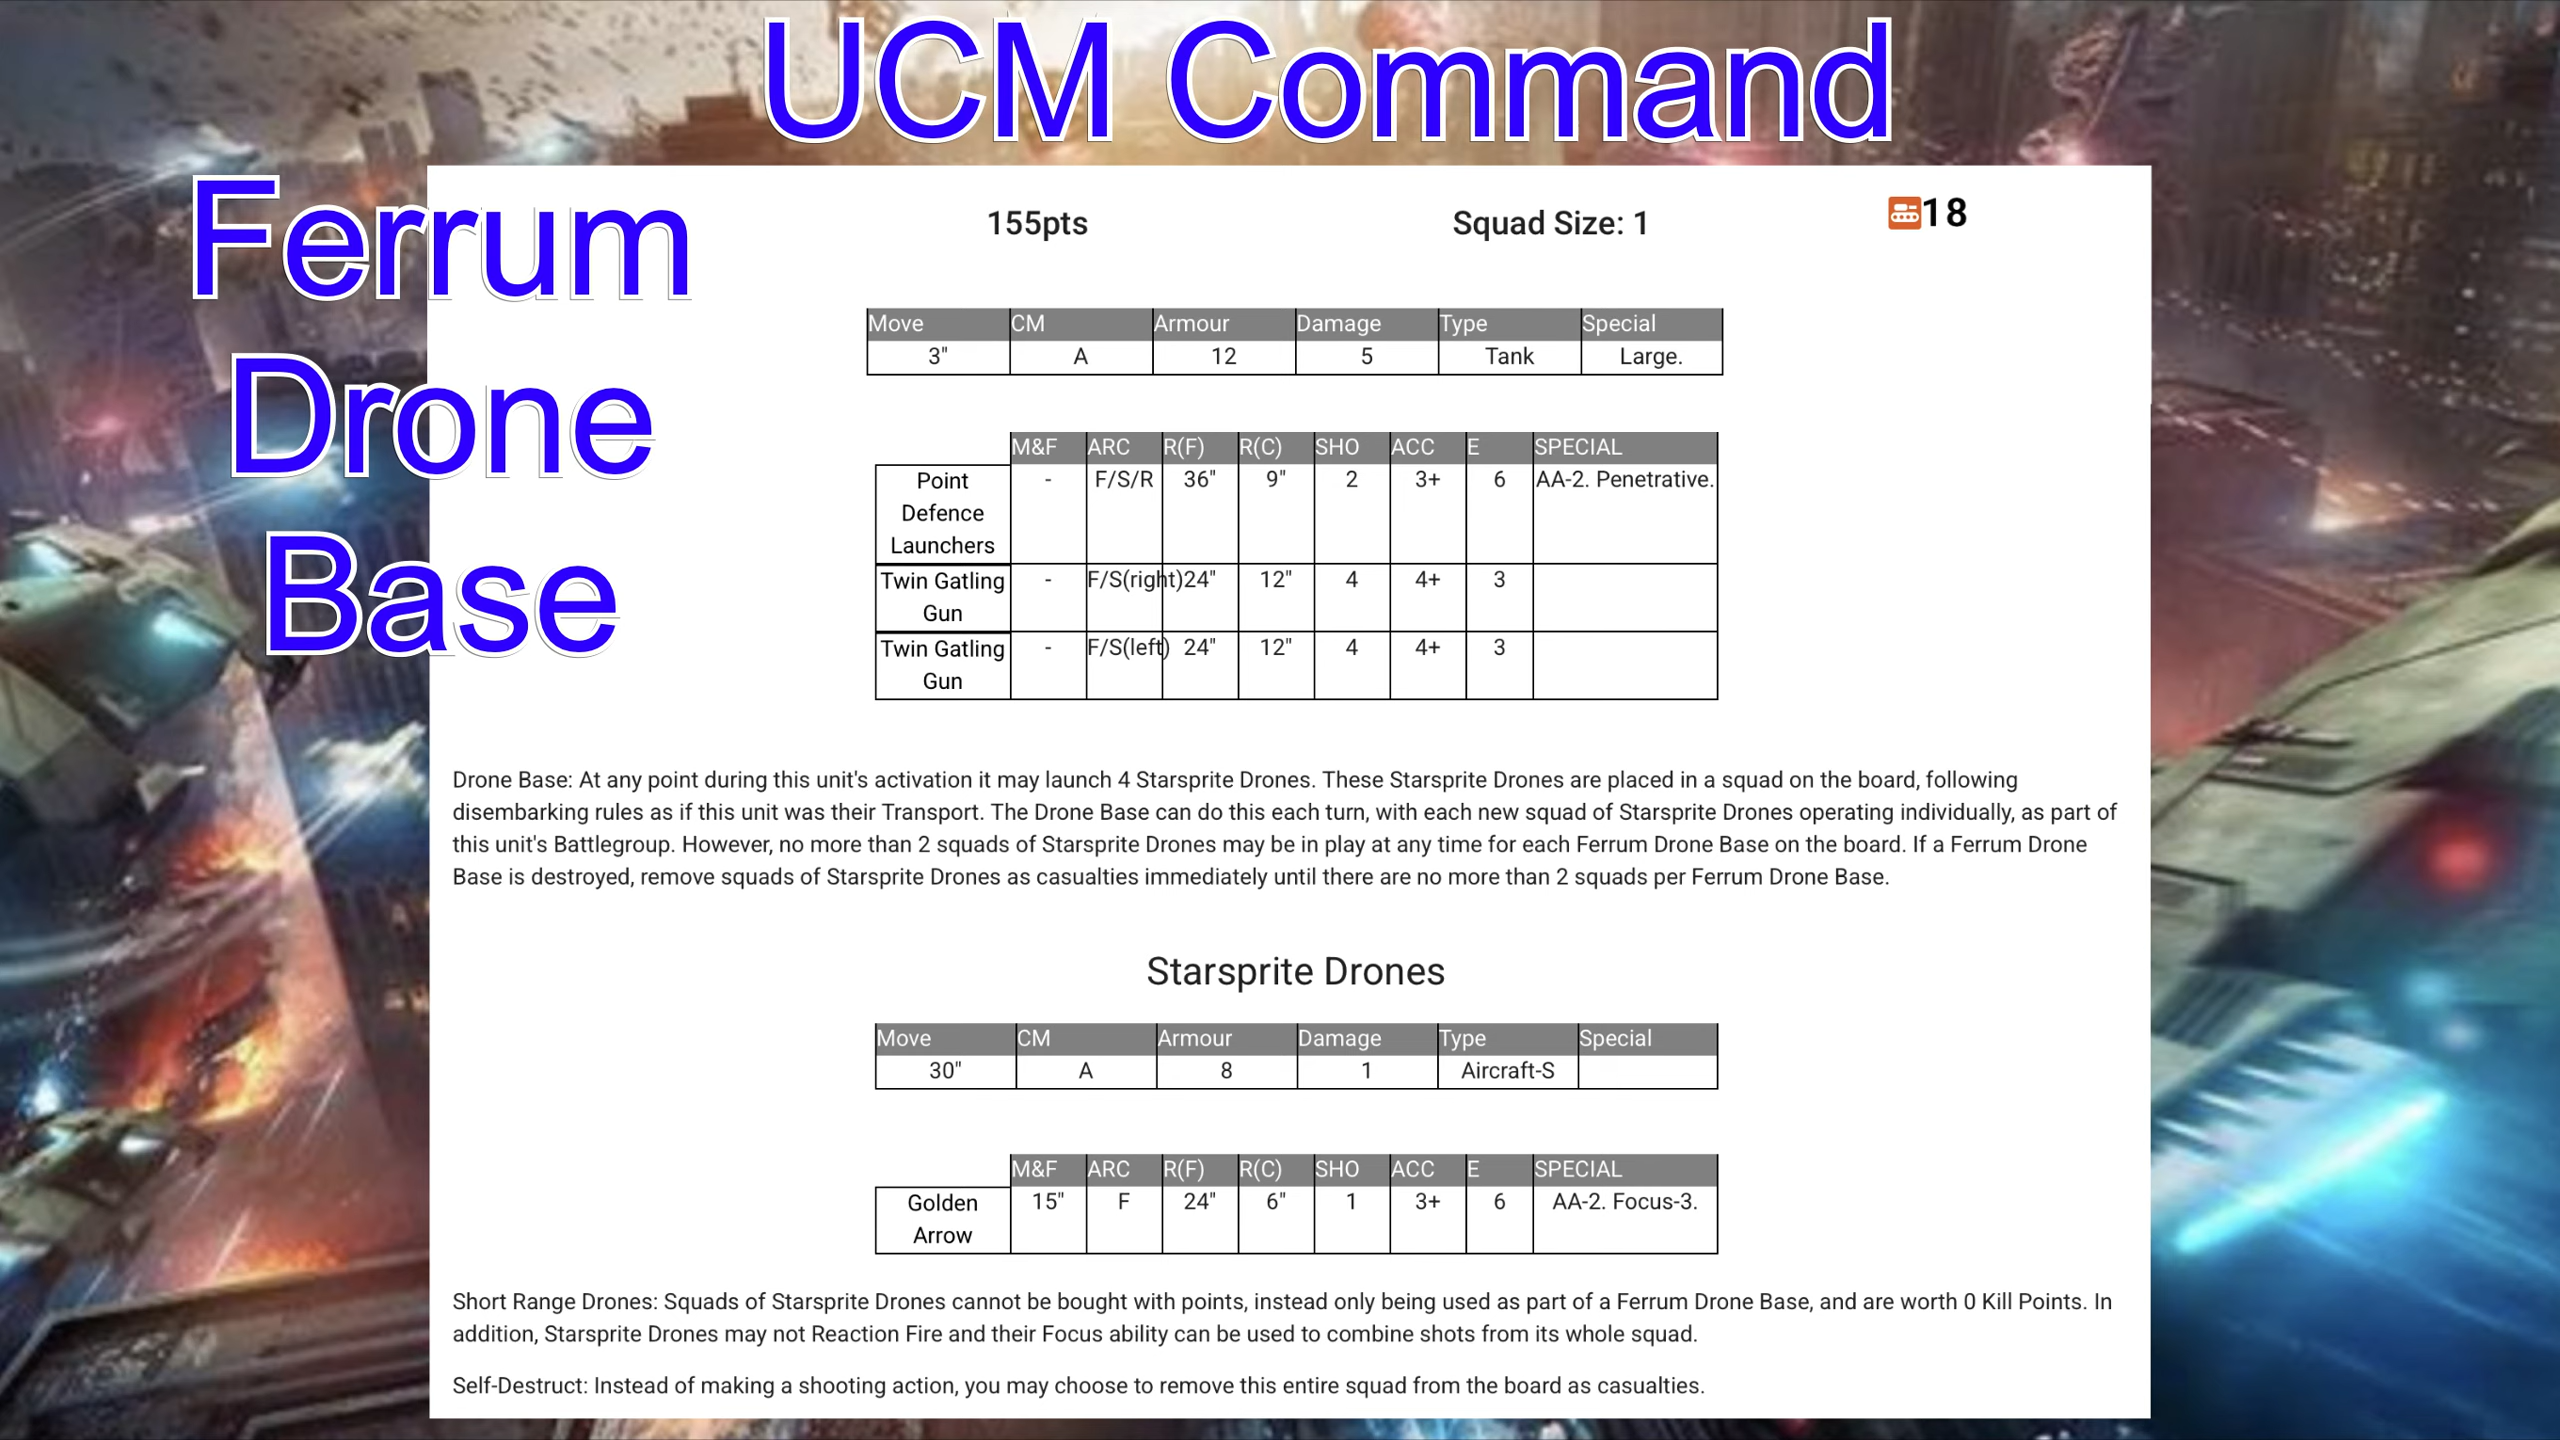 UCM Command
Ferrum
Drone
Base
155pts Squad Size: 1 18
Move CM Armour Damage Type Special
3" A 12 5 Tank Large.
M&F ARC R(F) R(C) SHO ACC E SPECIAL
Point Defence Launchers - F/S/R 36" 9" 2 3+ 6 AA-2. Penetrative.
Twin Gatling Gun - F/S(right) 24" 12" 4 4+ 3
Twin Gatling Gun - F/S(left) 24" 12" 4 4+ 3
Drone Base: At any point during this unit's activation it may launch 4 Starsprite Drones. These Starsprite Drones are placed in a squad on the board, following
disembarking rules as if this unit was their Transport. The Drone Base can do this each turn, with each new squad of Starsprite Drones operating individually, as part of
this unit's Battlegroup. However, no more than 2 squads of Starsprite Drones may be in play at any time for each Ferrum Drone Base on the board. If a Ferrum Drone
Base is destroyed, remove squads of Starsprite Drones as casualties immediately until there are no more than 2 squads per Ferrum Drone Base.
Starsprite Drones
Move CM Armour Damage Type Special
30" A 8 1 Aircraft-S
M&F ARC R(F) R(C) SHO ACC E SPECIAL
Golden Arrow 15" F 24" 6" 1 3+ 6 AA-2. Focus-3.
Short Range Drones: Squads of Starsprite Drones cannot be bought with points, instead only being used as part of a Ferrum Drone Base, and are worth 0 Kill Points. In
addition, Starsprite Drones may not Reaction Fire and their Focus ability can be used to combine shots from its whole squad.
Self-Destruct: Instead of making a shooting action, you may choose to remove this entire squad from the board as casualties.